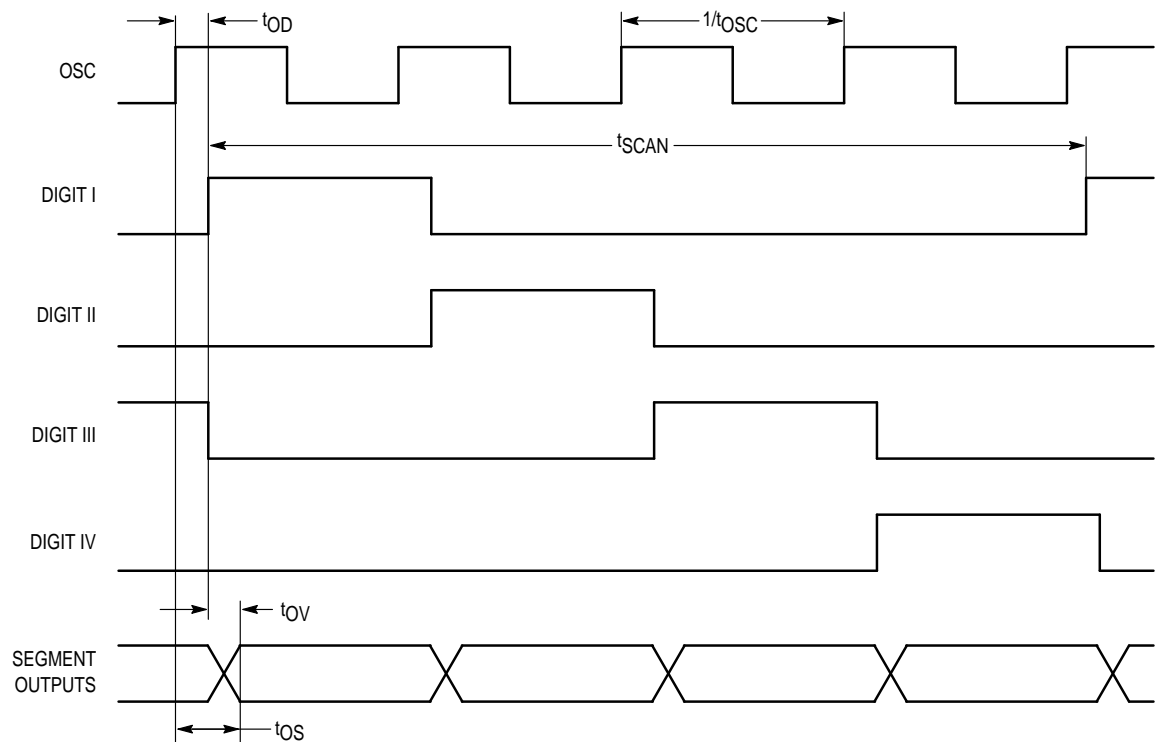 tOD
1/tOSC
OSC
tSCAN
DIGIT I
DIGIT II
DIGIT III
DIGIT IV
tOV
SEGMENT
OUTPUTS
tOS